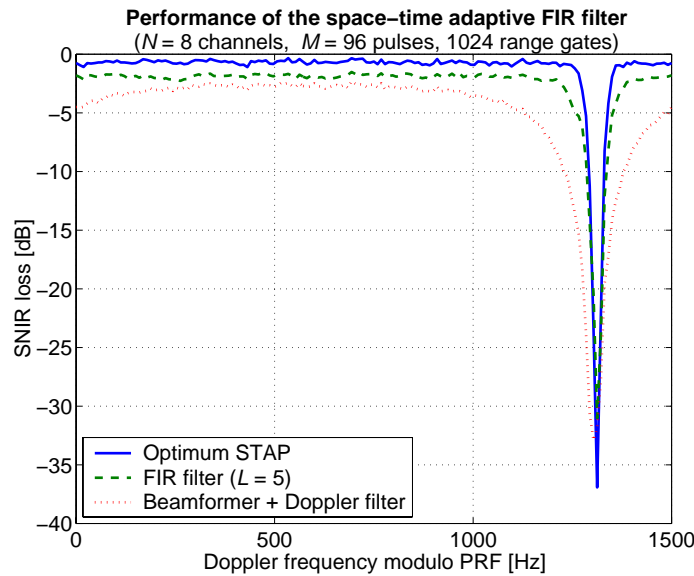 Performance of the space−time adaptive FIR filter
(N = 8 channels,  M = 96 pulses, 1024 range gates)
0
−5
−10
−15
−20
−25
−30
−35
−40
SNIR loss [dB]
Optimum STAP
FIR filter (L = 5)
Beamformer + Doppler filter
0
500
1000
1500
Doppler frequency modulo PRF [Hz]